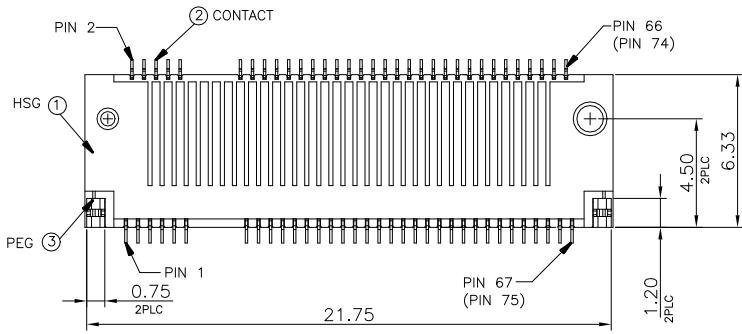 ② CONTACT
PIN 2
PIN 66
(PIN 74)
HSG ①
4.50
2PLC
6.33
PEG ③
PIN 1
PIN 67
(PIN 75)
0.75
2PLC
1.20
2PLC
21.75